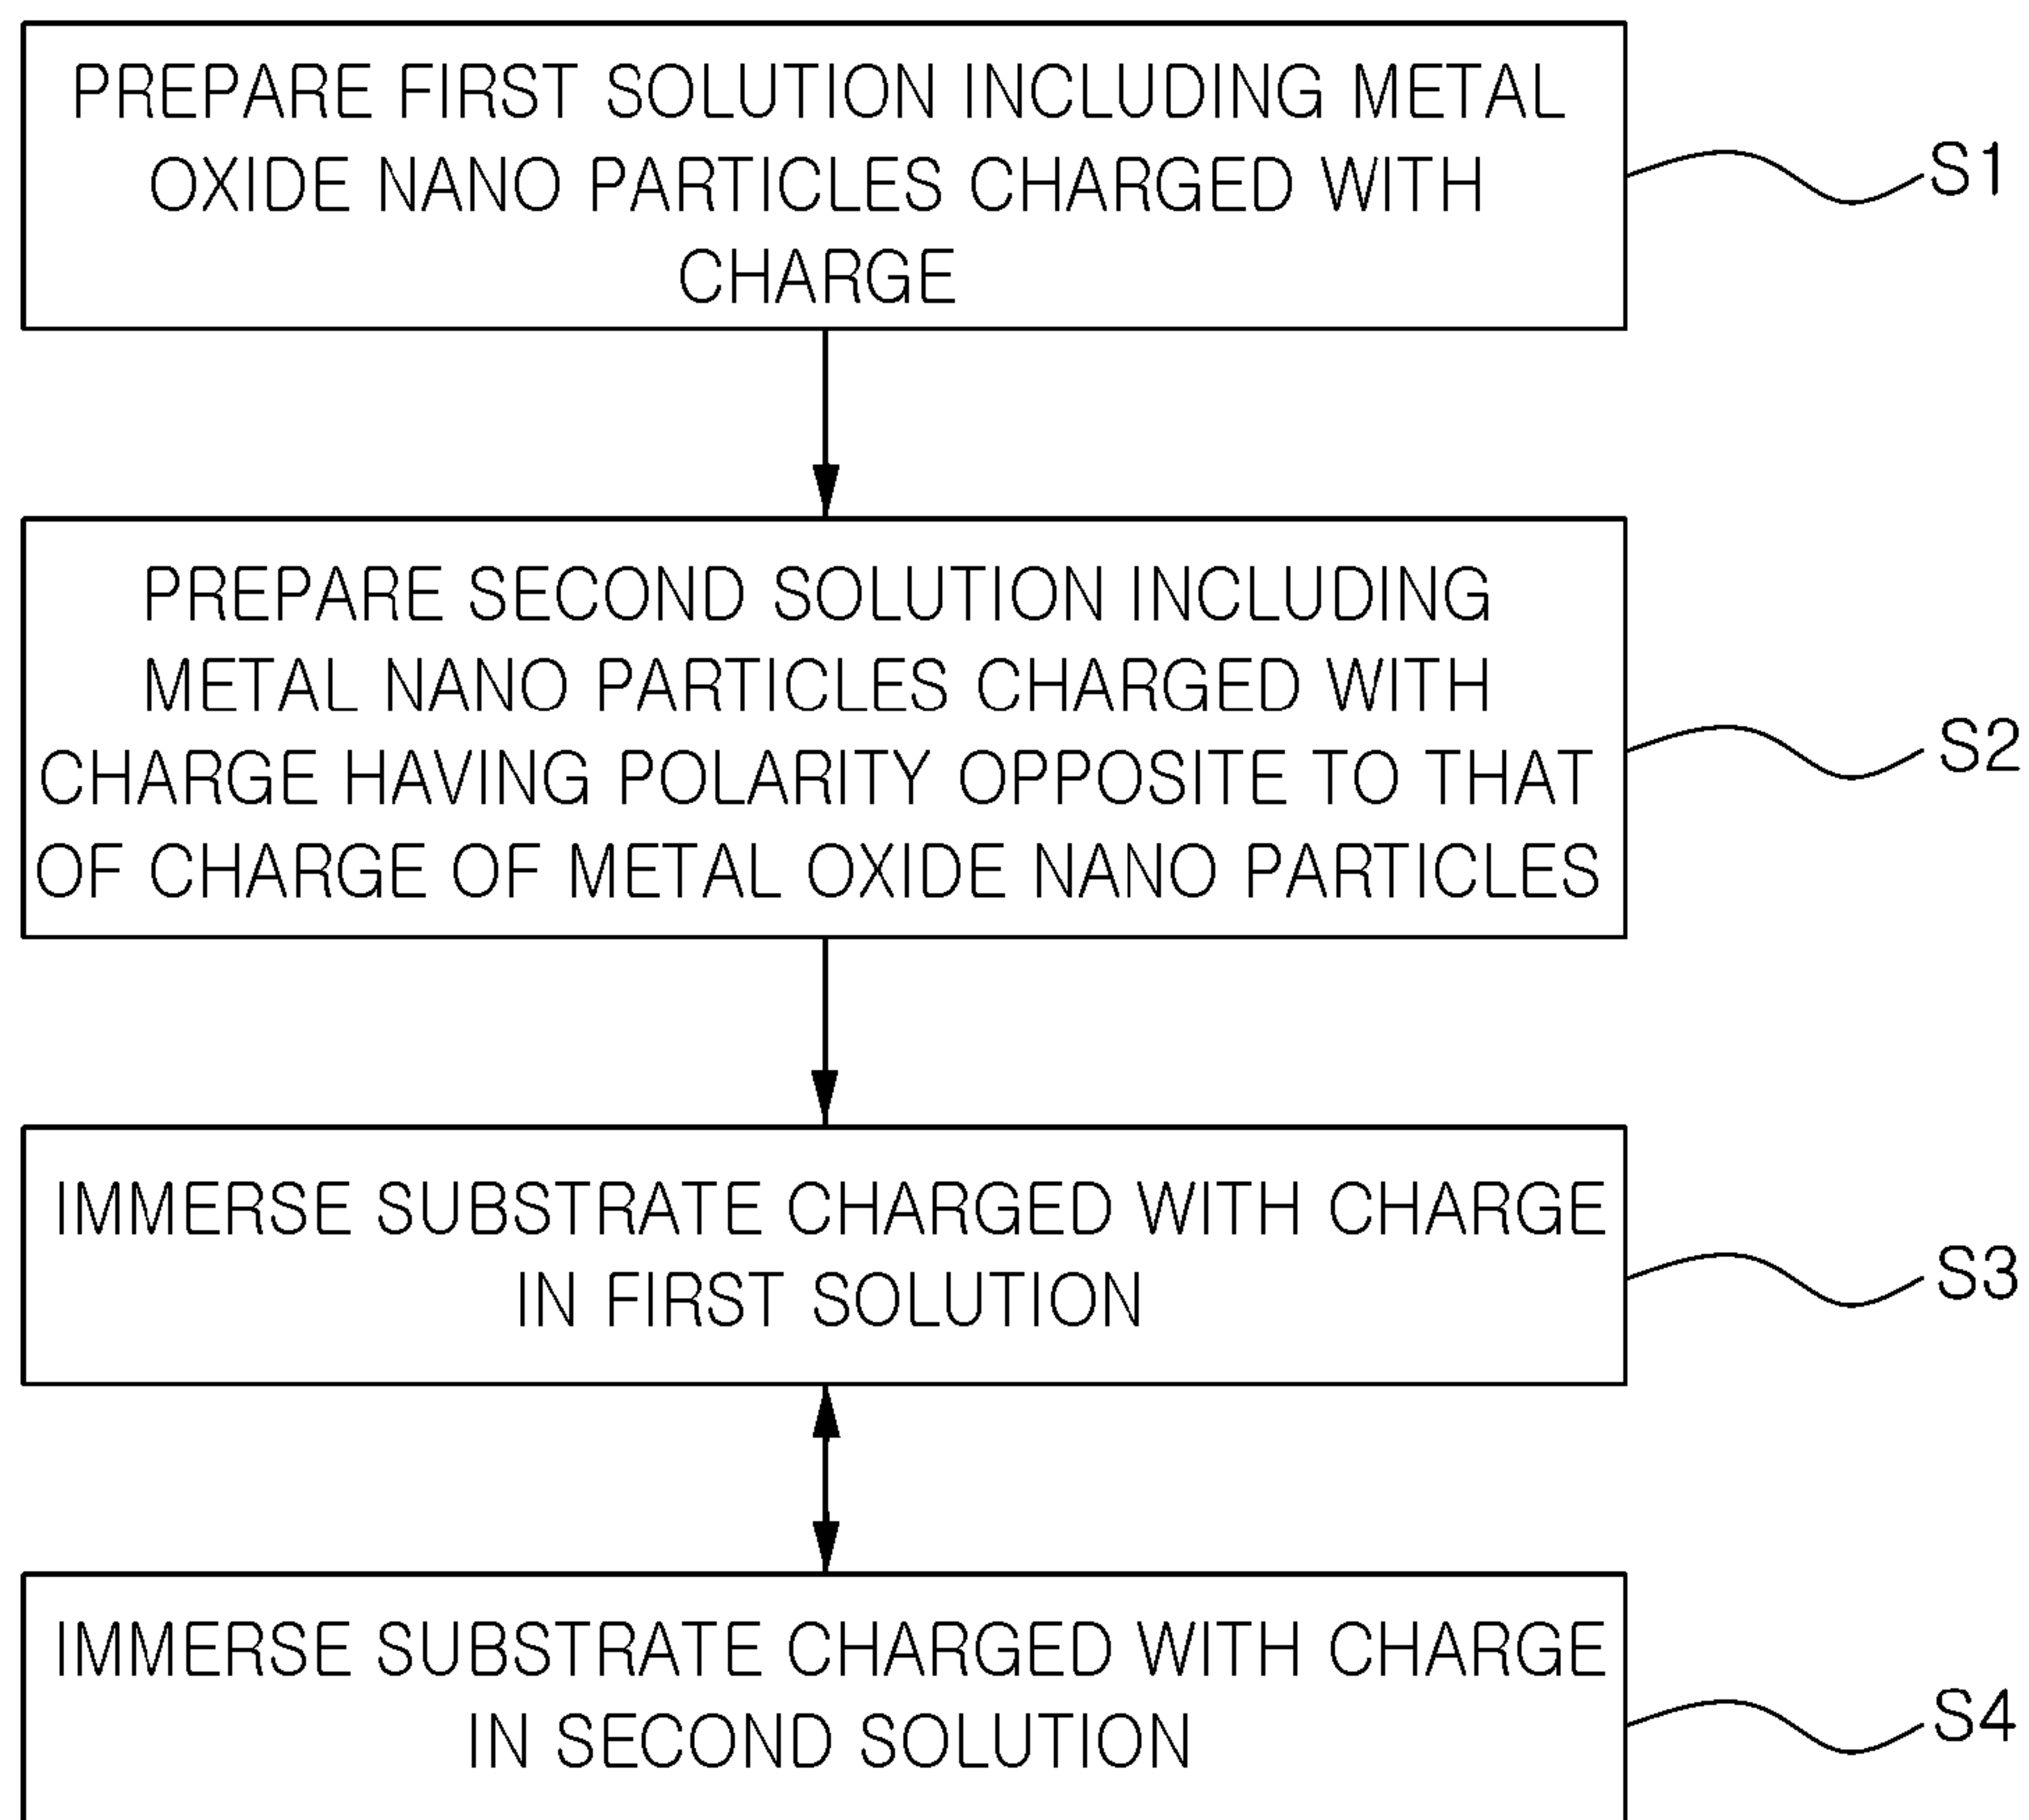 PREPARE FIRST SOLUTION INCLUDING METAL
OXIDE NANO PARTICLES CHARGED WITH
CHARGE
S1
PREPARE SECOND SOLUTION INCLUDING
METAL NANO PARTICLES CHARGED WITH
CHARGE HAVING POLARITY OPPOSITE TO THAT
OF CHARGE OF METAL OXIDE NANO PARTICLES
S2
IMMERSE SUBSTRATE CHARGED WITH CHARGE
IN FIRST SOLUTION
S3
IMMERSE SUBSTRATE CHARGED WITH CHARGE
IN SECOND SOLUTION
S4